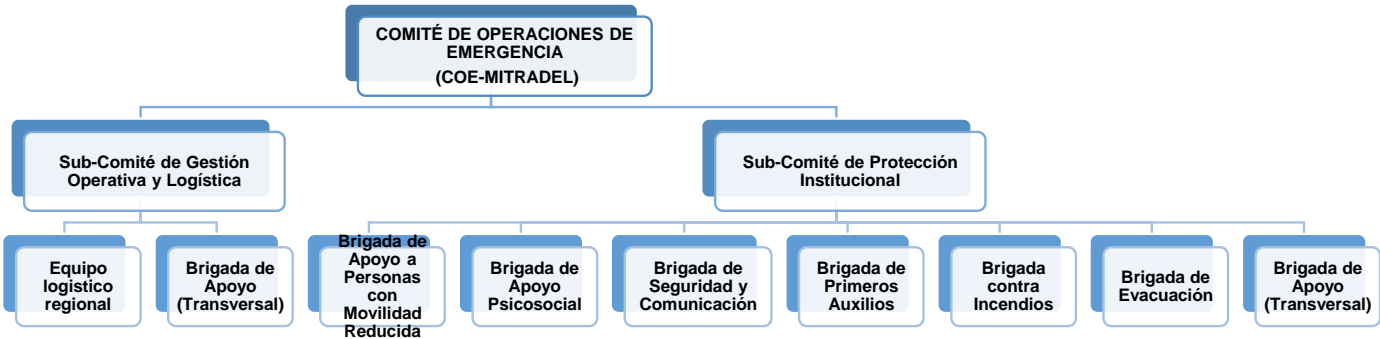 COMITÉ DE OPERACIONES DE
EMERGENCIA
(COE-MITRADEL)
Sub-Comité de Gestión
Operativa y Logística
Sub-Comité de Protección
Institucional
Equipo
logistico
regional
Brigada de
Apoyo
(Transversal)
Brigada de
Apoyo a
Personas
con
Movilidad
Reducida
Brigada de
Apoyo
Psicosocial
Brigada de
Seguridad y
Comunicación
Brigada de
Primeros
Auxilios
Brigada
contra
Incendios
Brigada de
Evacuación
Brigada de
Apoyo
(Transversal)